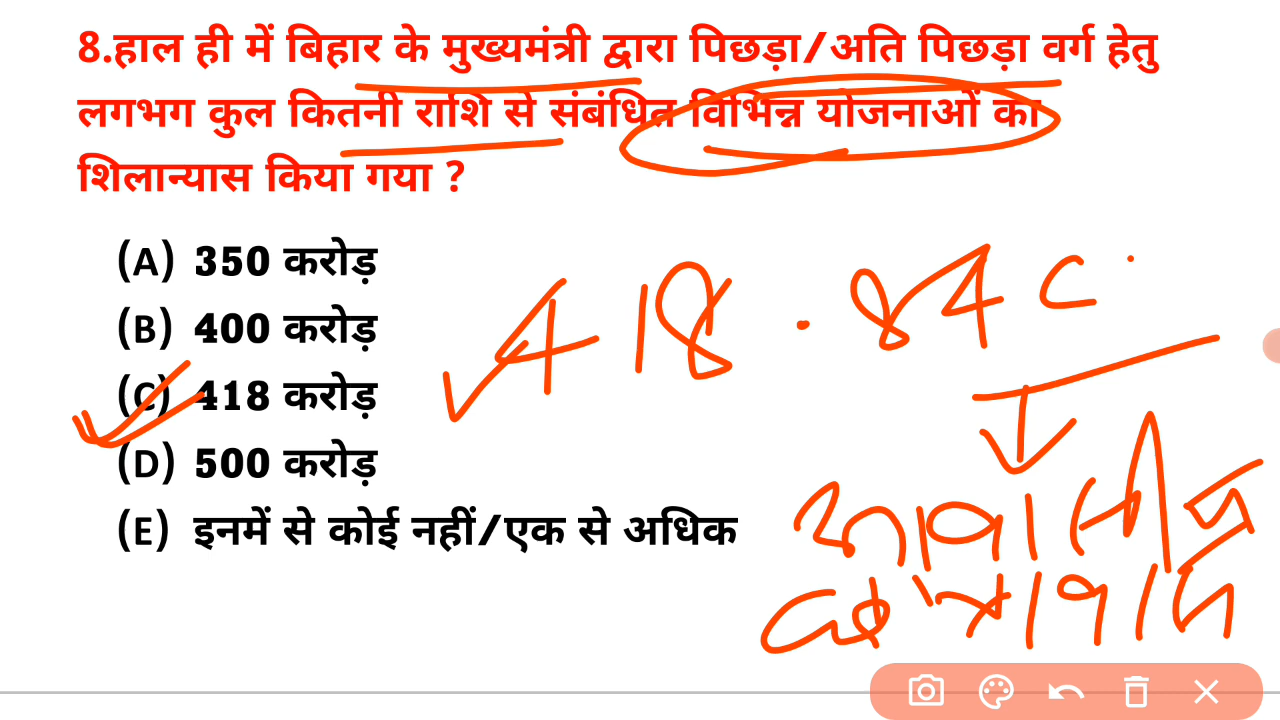 8.हाल ही में बिहार के मुख्यमंत्री द्वारा पिछड़ा/अति पिछड़ा वर्ग हेतु
लगभग कुल कितनी राशि से संबंधित विभिन्न योजनाओं का
शिलान्यास किया गया ?
(A) 350 करोड़
(B) 400 करोड़
(C) 418 करोड़
(D) 500 करोड़
(E) इनमें से कोई नहीं/एक से अधिक
418.84 C.